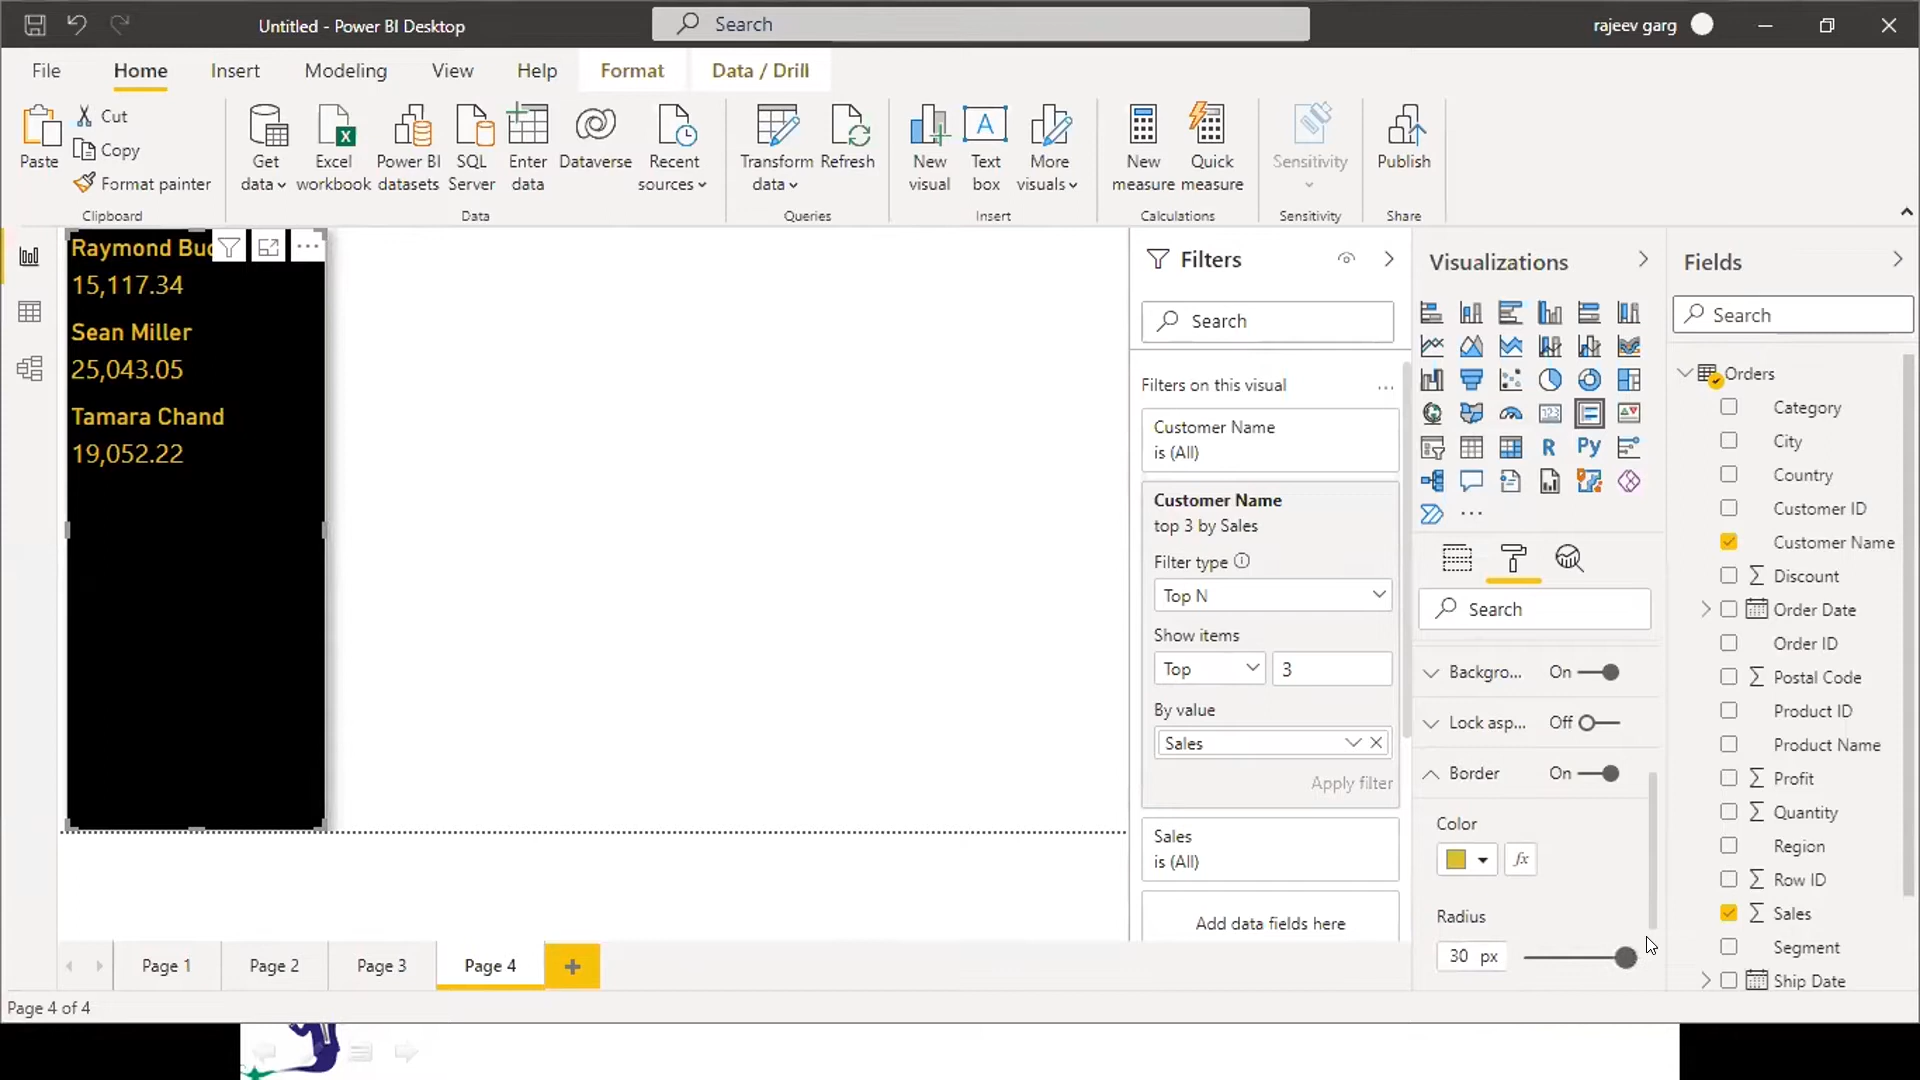 Untitled - Power BI Desktop
Search
rajeev garg
File
Home
Insert
Modeling
View
Help
Format
Data / Drill
Paste
Cut
Copy
Format painter
Clipboard
Get data
Excel workbook
Power BI datasets
SQL Server
Enter data
Dataverse
Recent sources
Data
Transform data
Refresh
Queries
New visual
A
Text box
More visuals
Insert
New measure
Quick measure
Calculations
Sensitivity
Sensitivity
Publish
Share
Raymond Buc
15,117.34
Sean Miller
25,043.05
Tamara Chand
19,052.22
Filters
Search
Filters on this visual
Customer Name
is (All)
Customer Name
top 3 by Sales
Filter type
Top N
Show items
Top
3
By value
Sales
Apply filter
Sales
is (All)
Add data fields here
Visualizations
123
R
Py
Search
Backgro... On
Lock asp... Off
Border On
Color
fx
Radius
30 px
Fields
Search
Orders
Category
City
Country
Customer ID
Customer Name
Σ Discount
Order Date
Order ID
Σ Postal Code
Product ID
Product Name
Σ Profit
Σ Quantity
Region
Σ Row ID
Σ Sales
Segment
Ship Date
Page 1
Page 2
Page 3
Page 4
Page 4 of 4